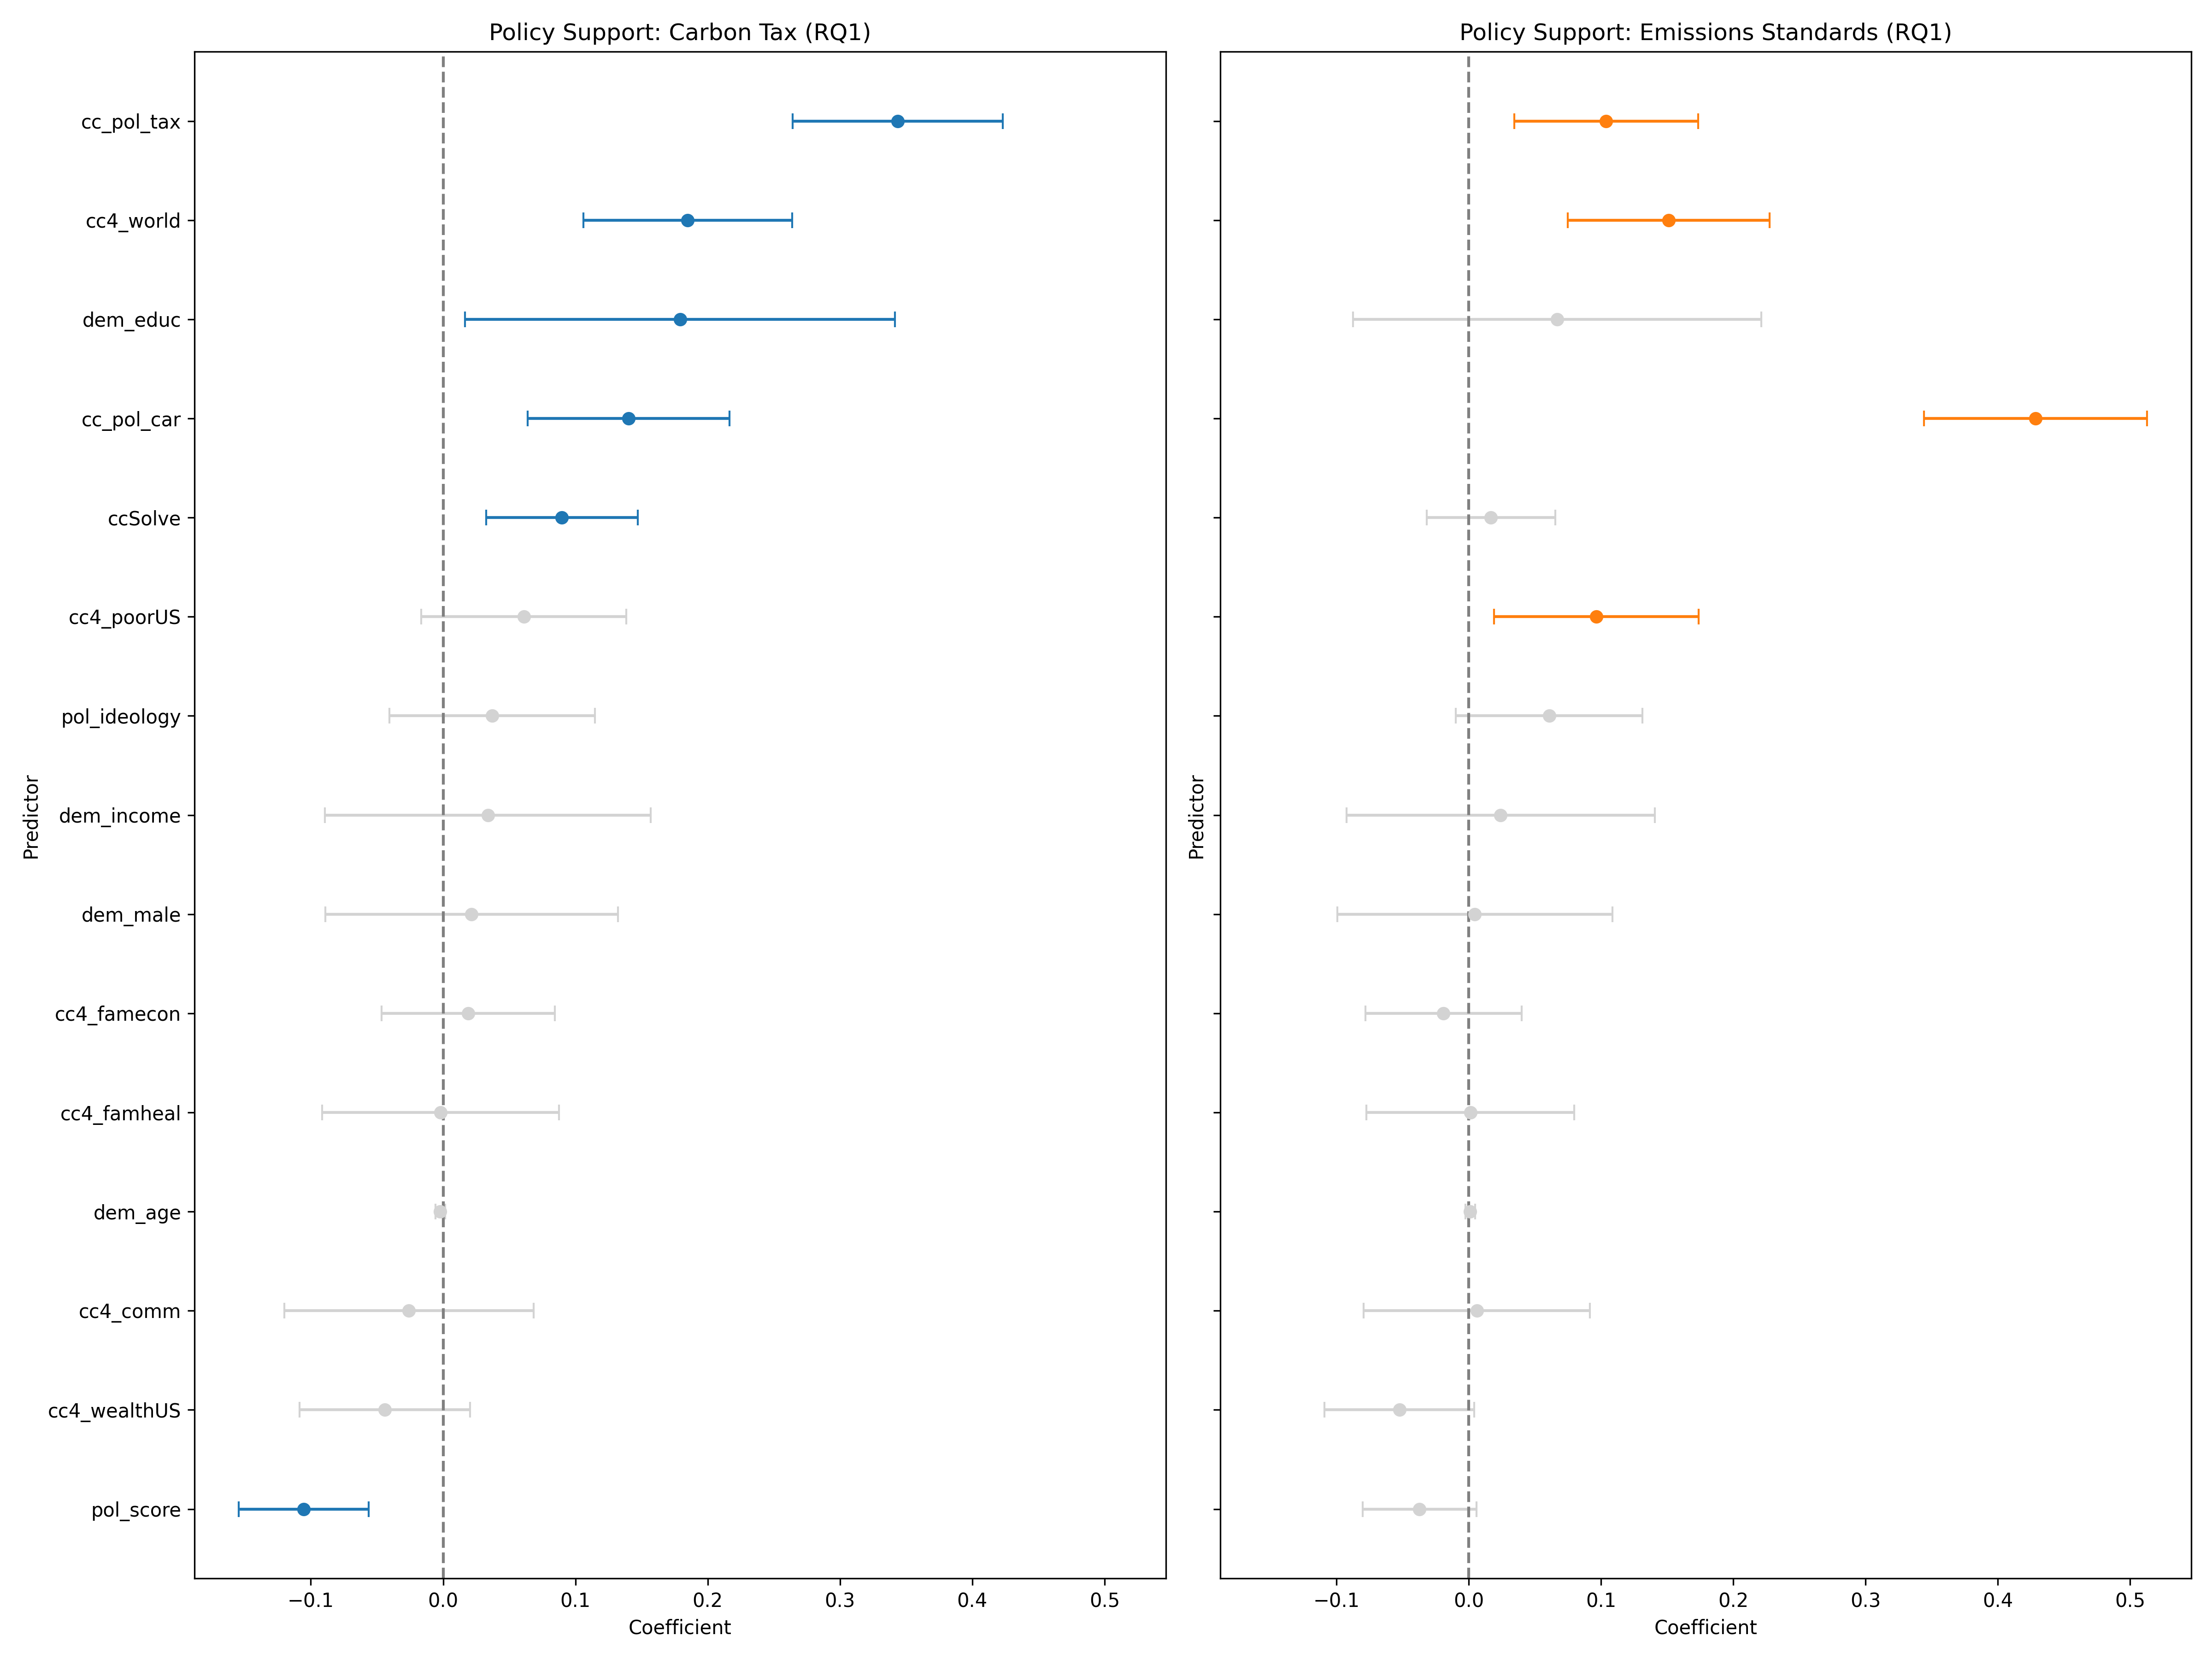 Policy Support: Carbon Tax (RQ1)
Predictor
cc_pol_tax
cc4_world
dem_educ
cc_pol_car
ccSolve
cc4_poorUS
pol_ideology
dem_income
dem_male
cc4_famecon
cc4_famheal
dem_age
cc4_comm
cc4_wealthUS
pol_score
−0.1 0.0 0.1 0.2 0.3 0.4 0.5
Coefficient
Policy Support: Emissions Standards (RQ1)
Predictor
−0.1 0.0 0.1 0.2 0.3 0.4 0.5
Coefficient